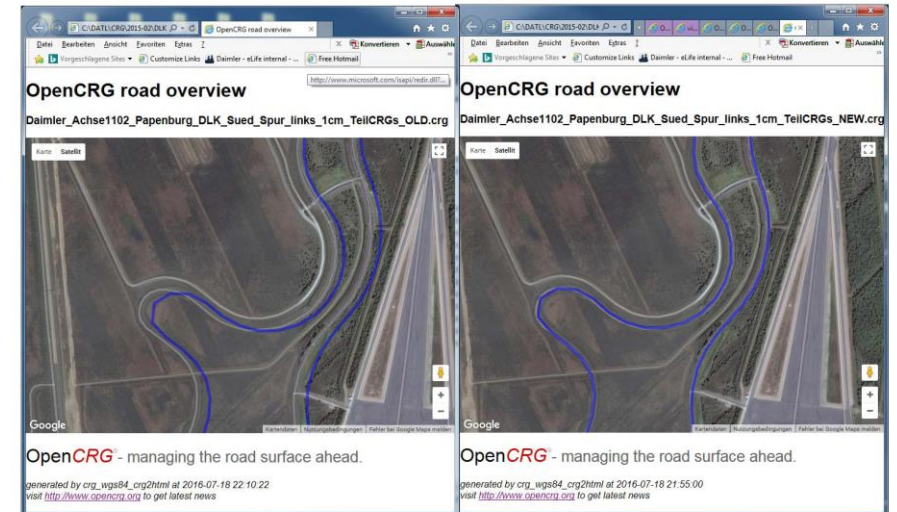 C:\DATL\CRG\2015-02\DLK
OpenCRG road overview
Datei Bearbeiten Ansicht Favoriten Extras ?
Konvertieren
Auswähle
Vorgeschlagene Sites
Customize Links
Daimler - eLife internal - ...
Free Hotmail
http://www.microsoft.com/isapi/redir.dll?...
OpenCRG road overview
Daimler_Achse1102_Papenburg_DLK_Sued_Spur_links_1cm_TeilCRGs_OLD.crg
Karte Satellit
Google
Kartendaten Nutzungsbedingungen Fehler bei Google Maps melden
OpenCRG® - managing the road surface ahead.
generated by crg_wgs84_crg2html at 2016-07-18 22:10:22
visit http://www.opencrg.org to get latest news
C:\DATL\CRG\2015-02\DLK
Datei Bearbeiten Ansicht Favoriten Extras ?
Konvertieren
Auswähle
Vorgeschlagene Sites
Customize Links
Daimler - eLife internal - ...
Free Hotmail
OpenCRG road overview
Daimler_Achse1102_Papenburg_DLK_Sued_Spur_links_1cm_TeilCRGs_NEW.crg
Karte Satellit
Google
Kartendaten Nutzungsbedingungen Fehler bei Google Maps melden
OpenCRG® - managing the road surface ahead.
generated by crg_wgs84_crg2html at 2016-07-18 21:55:00
visit http://www.opencrg.org to get latest news